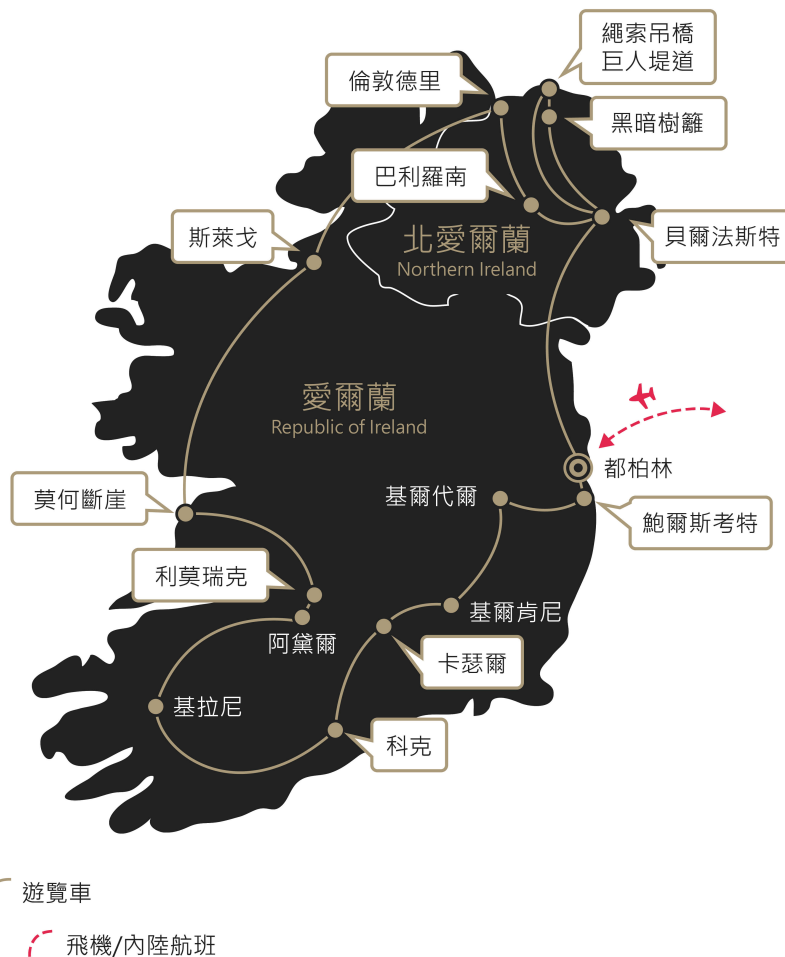 繩索吊橋
巨人堤道
倫敦德里
黑暗樹籬
巴利羅南
斯萊戈
貝爾法斯特
北愛爾蘭
Northern Ireland
愛爾蘭
Republic of Ireland
都柏林
莫何斷崖
基爾代爾
鮑爾斯考特
利莫瑞克
基爾肯尼
阿黛爾
卡瑟爾
基拉尼
科克
遊覽車
飛機/內陸航班